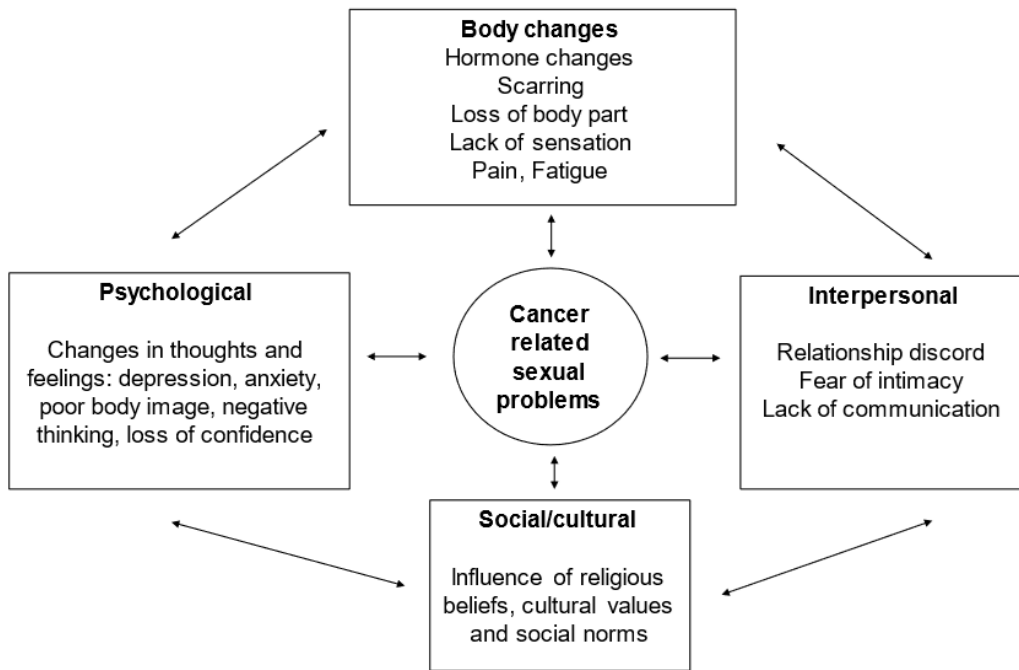 Body changes
Hormone changes
Scarring
Loss of body part
Lack of sensation
Pain, Fatigue
Psychological
Changes in thoughts and
feelings: depression, anxiety,
poor body image, negative
thinking, loss of confidence
Cancer
related
sexual
problems
Interpersonal
Relationship discord
Fear of intimacy
Lack of communication
Social/cultural
Influence of religious
beliefs, cultural values
and social norms